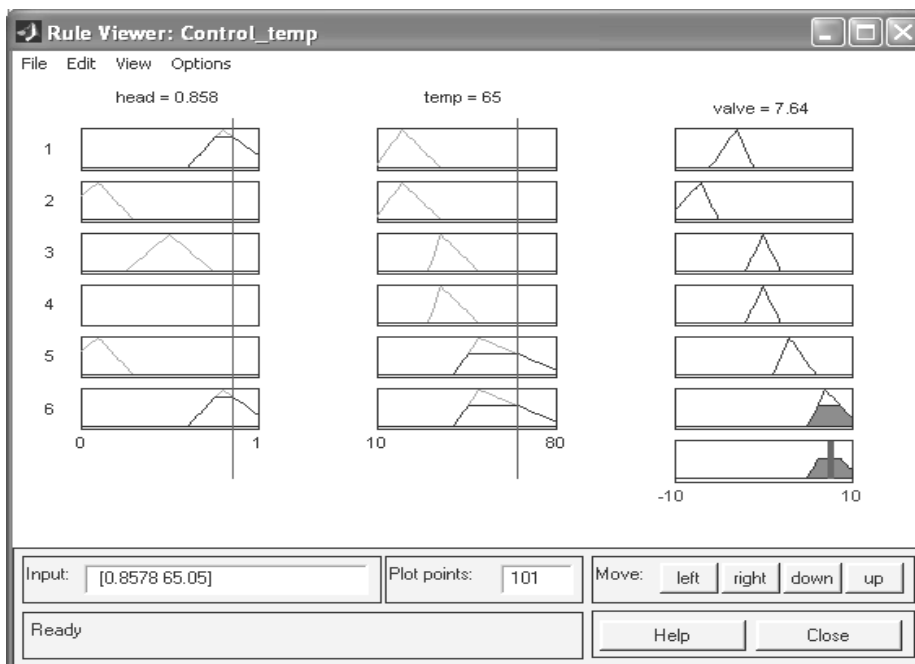 Rule Viewer: Control_temp
File Edit View Options
head = 0.858 temp = 65 valve = 7.64
1
2
3
4
5
6
0 1 10 80
-10 10
Input: [0.8578 65.05] Plot points: 101 Move: left right down up
Ready Help Close